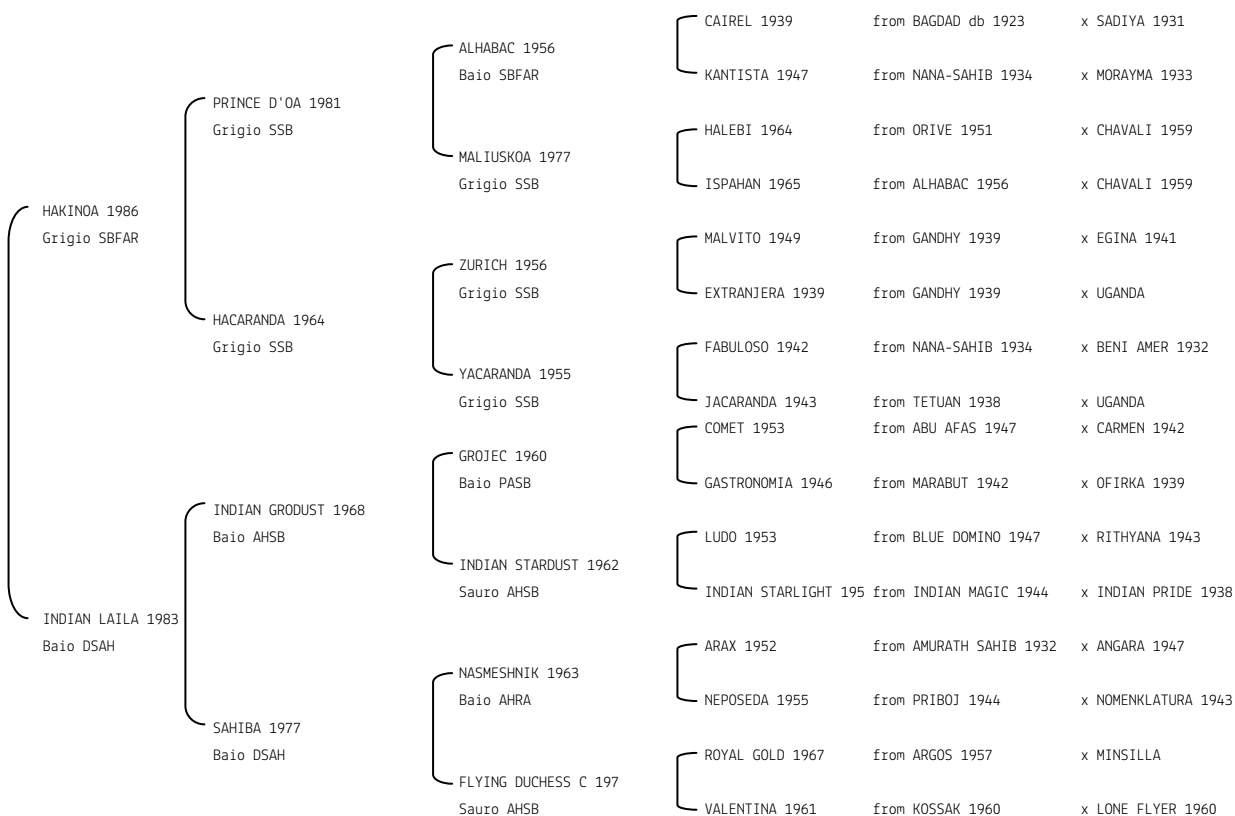 CAIREL 1939 from BAGDAD db 1923 x SADIYA 1931
ALHABAC 1956
Baio SBFAR KANTISTA 1947 from NANA-SAHIB 1934 x MORAYMA 1933
PRINCE D'OA 1981
Grigio SSB HALEBI 1964 from ORIVE 1951 x CHAVALI 1959
MALIUSKOA 1977
Grigio SSB ISPAHAN 1965 from ALHABAC 1956 x CHAVALI 1959
HAKINOA 1986
Grigio SBFAR MALVITO 1949 from GANDHY 1939 x EGINA 1941
ZURICH 1956
Grigio SSB EXTRANJERA 1939 from GANDHY 1939 x UGANDA
HACARANDA 1964
Grigio SSB FABULOSO 1942 from NANA-SAHIB 1934 x BENI AMER 1932
YACARANDA 1955
Grigio SSB JACARANDA 1943 from TETUAN 1938 x UGANDA
COMET 1953 from ABU AFAS 1947 x CARMEN 1942
GROJEC 1960
Baio PASB GASTRONOMIA 1946 from MARABUT 1942 x OFIRKA 1939
INDIAN GRODUST 1968
Baio AHSB LUDO 1953 from BLUE DOMINO 1947 x RITHYANA 1943
INDIAN STARDUST 1962
Sauro AHSB INDIAN STARLIGHT 195 from INDIAN MAGIC 1944 x INDIAN PRIDE 1938
INDIAN LAILA 1983
Baio DSAH ARAX 1952 from AMURATH SAHIB 1932 x ANGARA 1947
NASMESHNIK 1963
Baio AHRA NEPOSEDA 1955 from PRIBOJ 1944 x NOMENKLATURA 1943
SAHIBA 1977
Baio DSAH ROYAL GOLD 1967 from ARGOS 1957 x MINSILLA
FLYING DUCHESS C 197
Sauro AHSB VALENTINA 1961 from KOSSAK 1960 x LONE FLYER 1960